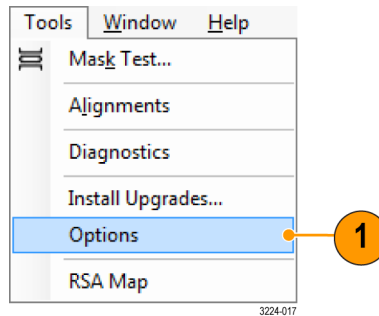 Tools Window Help
Mask Test...
Alignments
Diagnostics
Install Upgrades...
Options
1
RSA Map
3224-017